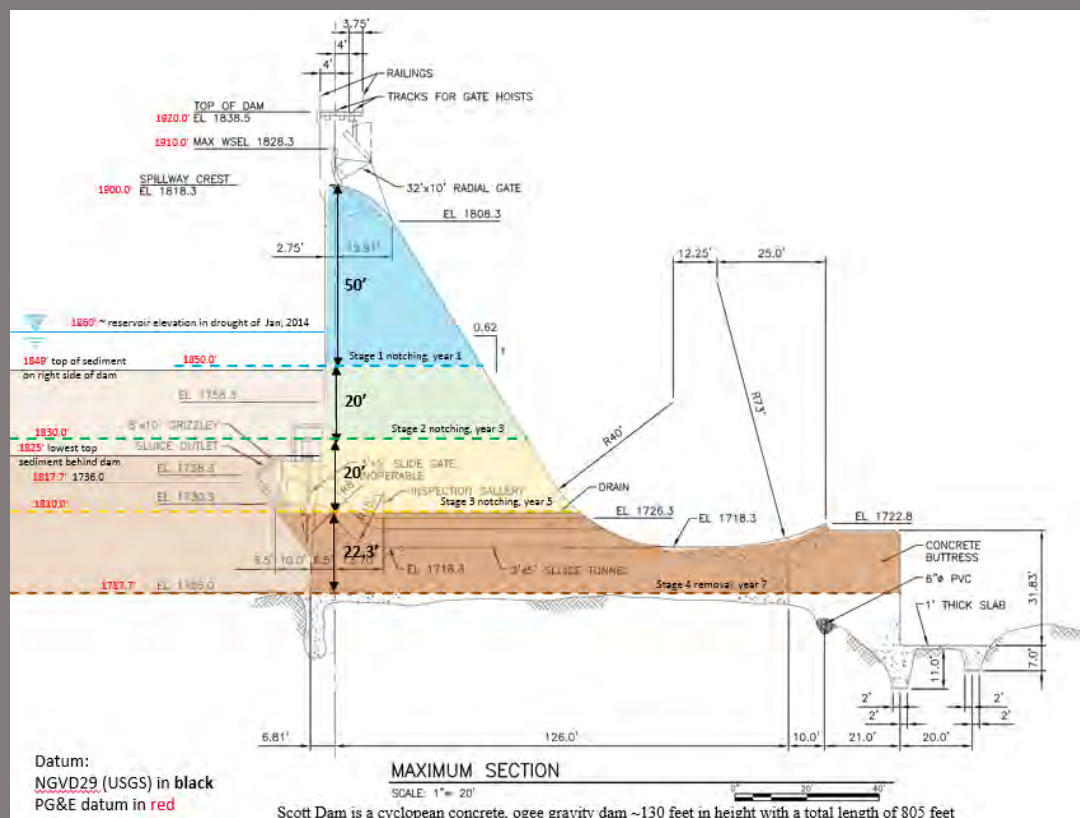 3.75'
4'
4'
RAILINGS
TRACKS FOR GATE HOISTS
TOP OF DAM
1920.0' EL 1838.5
1910.0' MAX WSEL 1828.3
SPILLWAY CREST
1900.0' EL 1818.3
32'x10' RADIAL GATE
EL 1808.3
2.75'
12.25'
25.0'
50'
0.62
1
1860' ~ reservoir elevation in drought of Jan, 2014
1849' top of sediment
on right side of dam
1850.0'
Stage 1 notching, year 1
EL 1758.3
20'
R73'
R40'
8'x10' GRIZZLEY
1830.0'
Stage 2 notching, year 3
SLUICE OUTLET
1825' lowest top
sediment behind dam
EL 1738.3
1817.7' 1736.0
20'
SLIDE GATE,
INOPERABLE
INSPECTION GALLERY
DRAIN
EL 1730.3
1810.0'
Stage 3 notching, year 5
EL 1726.3
EL 1718.3
EL 1722.8
22.3'
10.0'
EL 1718.3
SLUICE TUNNEL
CONCRETE
BUTTRESS
6"ø PVC
1' THICK SLAB
1787.7'
Stage 4 removal, year 7
31.83'
7.0'
11.0'
2'
2'
2'
2'
6.81'
126.0'
10.0'
21.0'
20.0'
Datum:
NGVD29 (USGS) in black
PG&E datum in red
MAXIMUM SECTION
SCALE: 1"= 20'
0"
20'
40'
Scott Dam is a cyclopean concrete, ogee gravity dam ~130 feet in height with a total length of 805 feet